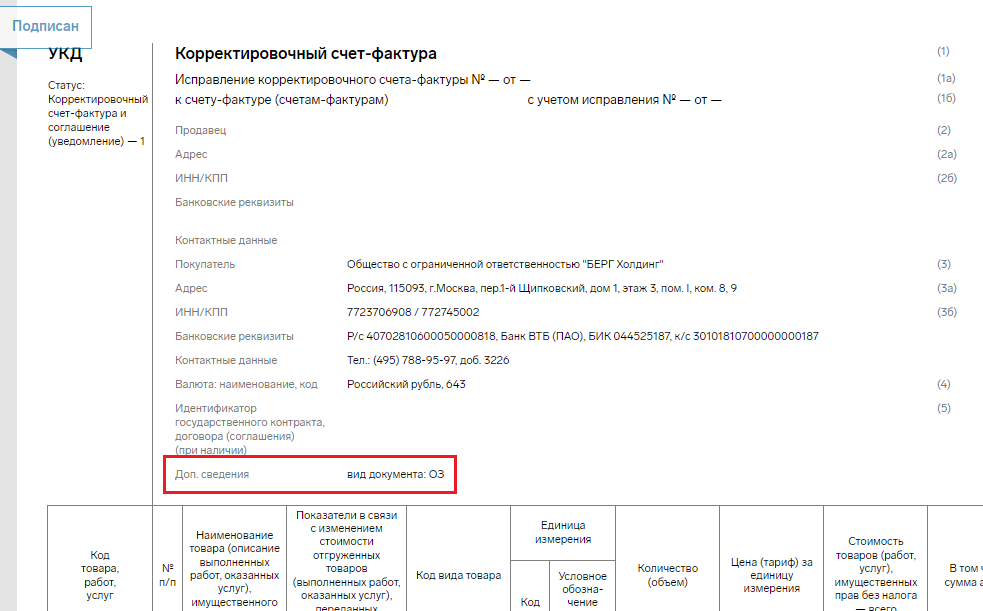 Подписан
УКД
Статус:
Корректировочный
счет-фактура и
соглашение
(уведомление) — 1
Корректировочный счет-фактура (1)
Исправление корректировочного счета-фактуры № — от — (1а)
к счету-фактуре (счетам-фактурам) с учетом исправления № — от — (1б)
Продавец (2)
Адрес (2а)
ИНН/КПП (2б)
Банковские реквизиты
Контактные данные
Покупатель Общество с ограниченной ответственностью "БЕРГ Холдинг" (3)
Адрес Россия, 115093, г.Москва, пер.1-й Щипковский, дом 1, этаж 3, пом. I, ком. 8, 9 (3а)
ИНН/КПП 7723706908 / 772745002 (3б)
Банковские реквизиты Р/с 40702810600050000818, Банк ВТБ (ПАО), БИК 044525187, к/с 30101810700000000187
Контактные данные Тел.: (495) 788-95-97, доб. 3226
Валюта: наименование, код Российский рубль, 643 (4)
Идентификатор (5)
государственного контракта,
договора (соглашения)
(при наличии)
Доп. сведения вид документа: ОЗ
Код
товара,
работ,
услуг
№
п/п
Наименование
товара (описание
выполненных
работ, оказанных
услуг),
имущественного
Показатели в связи
с изменением
стоимости
отгруженных
товаров
(выполненных работ,
оказанных услуг),
переданных
Код вида товара
Единица
измерения
Код
Условное
обозна-
чение
Количество
(объем)
Цена (тариф) за
единицу
измерения
Стоимость
товаров (работ,
услуг),
имущественных
прав без налога
— всего
В том
сумма а